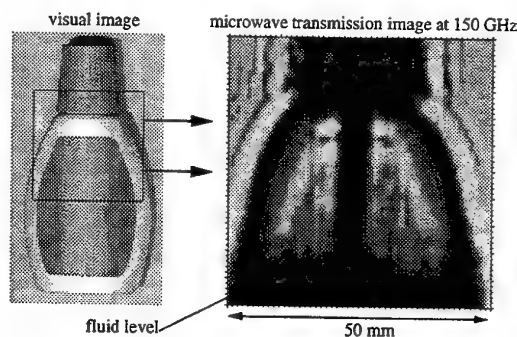 visual image
microwave transmission image at 150 GHz
fluid level
50 mm